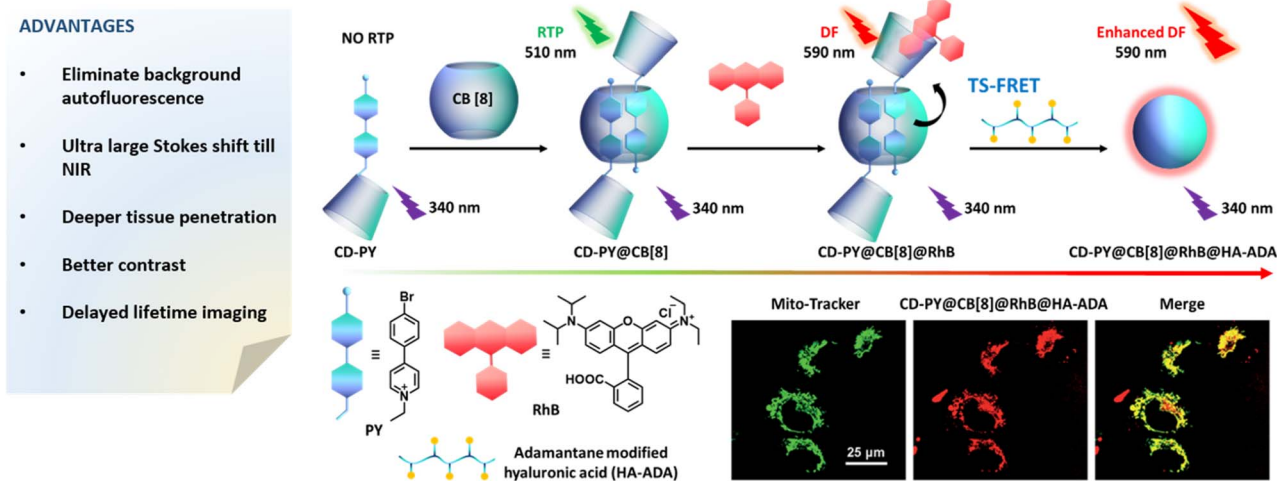 ADVANTAGES
• Eliminate background
autofluorescence
• Ultra large Stokes shift till
NIR
• Deeper tissue penetration
• Better contrast
• Delayed lifetime imaging
NO RTP
340 nm
CD-PY
CB [8]
RTP
510 nm
340 nm
CD-PY@CB[8]
DF
590 nm
340 nm
CD-PY@CB[8]@RhB
TS-FRET
Enhanced DF
590 nm
340 nm
CD-PY@CB[8]@RhB@HA-ADA
≡
Br
N+
PY
≡
N
O
Cl−
N+
HOOC
RhB
Adamantane modified
hyaluronic acid (HA-ADA)
Mito-Tracker
CD-PY@CB[8]@RhB@HA-ADA
Merge
25 μm